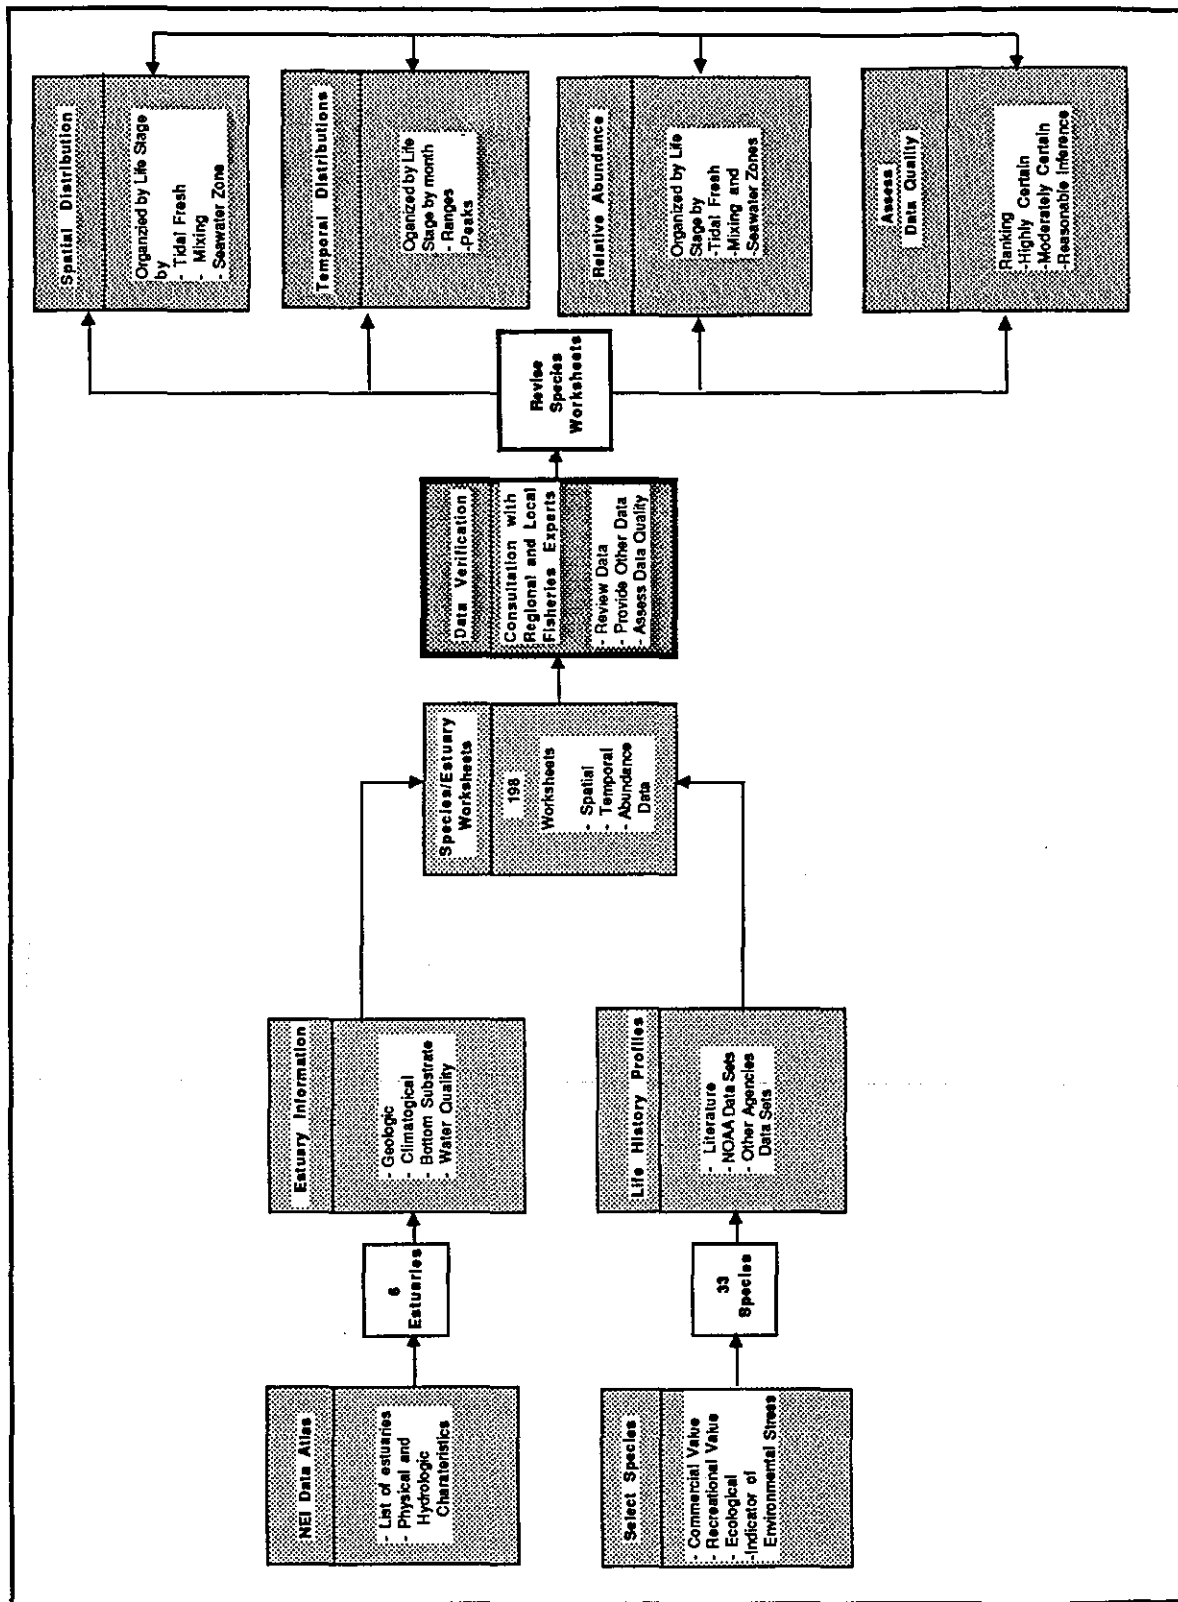 NEI Data Atlas
- List of estuaries
- Physical and
Hydrologic
Charateristics
Select Species
- Commercial Value
- Recreational Value
- Ecological
-Indicator of
Environmental Stress
6
Estuaries
33
Species
Estuary Information
- Geologic
- Climatological
- Bottom Substrate
- Water Quality
Life History Profiles
- Literature
- NOAA Data Sets
- Other Agencies
Data Sets
Species/Estuary
Worksheets
198
Worksheets
- Spatial
- Temporal
- Abundance
Data
Data Verification
Consultation with
Regional and Local
Fisheries Experts
- Review Data
- Provide Other Data
- Assess Data Quality
Revise
Species
Worksheets
Spatial Distribution
Organzied by Life Stage
by
- Tidal Fresh
- Mixing
- Seawater Zone
Temporal Distributions
Oganized by Life
Stage by month
- Ranges
-Peaks
Relative Abundance
Organized by Life
Stage by
-Tidal Fresh
-Mixing and
-Seawater Zones
Assess
Data Quality
Ranking
-Highly Certain
-Moderately Certain
-Reasonable Inference